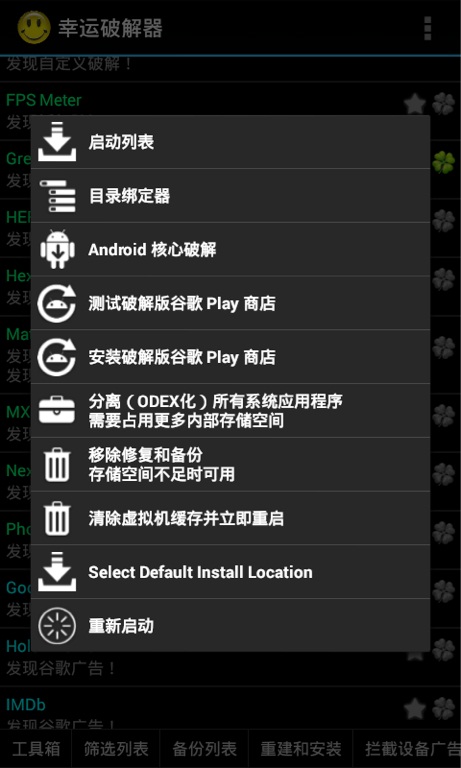 幸运破解器
发现自定义破解！
FPS Meter
发现
Gre
发现
HER
发现
Hex
发现
Ma
发现
发现
MX
发现
Nex
发现
Pho
发现
Goo
发现
Hol
发现谷歌广告！
IMDb
发现谷歌广告！
启动列表
目录绑定器
Android 核心破解
测试破解版谷歌 Play 商店
安装破解版谷歌 Play 商店
分离（ODEX化）所有系统应用程序
需要占用更多内部存储空间
移除修复和备份
存储空间不足时可用
清除虚拟机缓存并立即重启
Select Default Install Location
重新启动
工具箱
筛选列表
备份列表
重建和安装
拦截设备广告